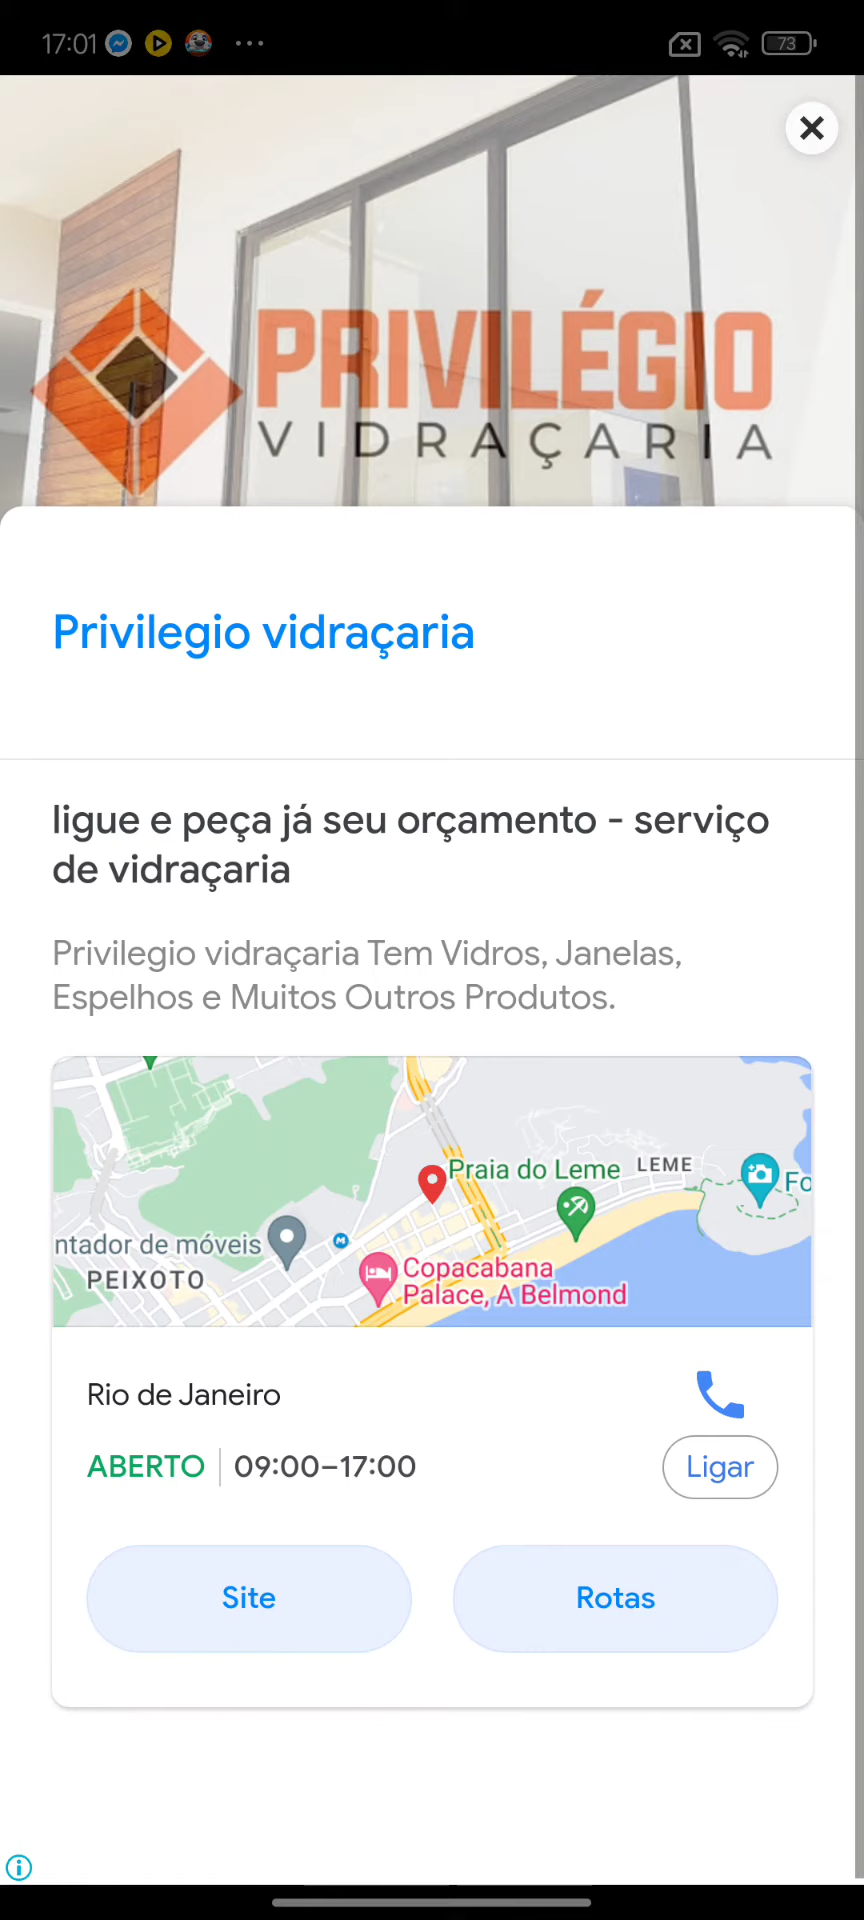 17:01
73
PRIVILÉGIO
VIDRAÇARIA
Privilegio vidraçaria
ligue e peça já seu orçamento - serviço
de vidraçaria
Privilegio vidraçaria Tem Vidros, Janelas,
Espelhos e Muitos Outros Produtos.
Praia do Leme
LEME
Fo
ntador de móveis
M
PEIXOTO
Copacabana
Palace, A Belmond
Rio de Janeiro
ABERTO
09:00–17:00
Ligar
Site
Rotas